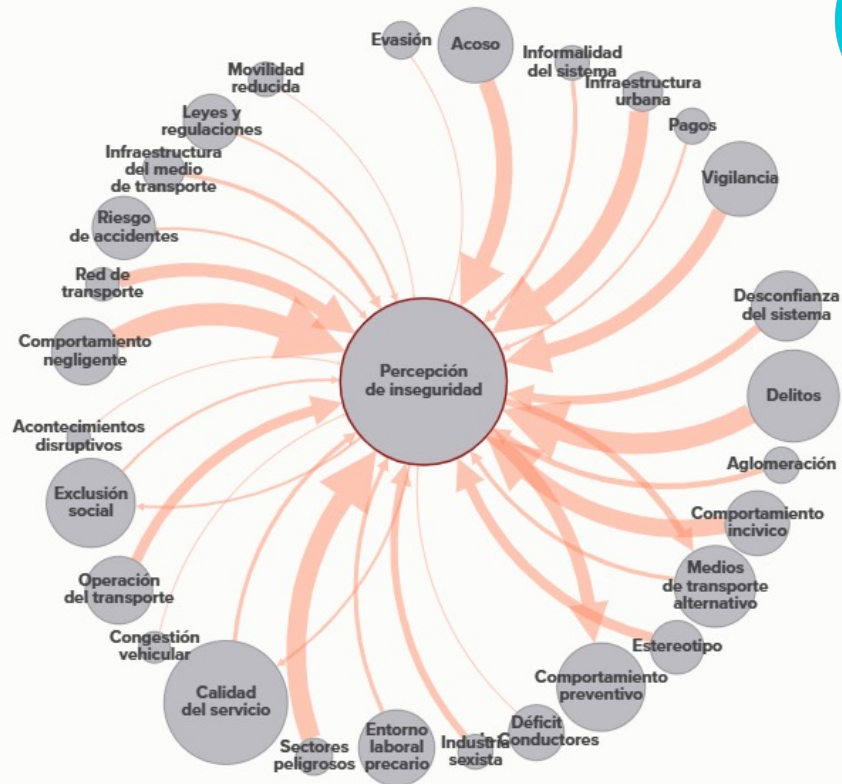 Evasión
Acoso
Informalidad
del sistema
Infraestructura
urbana
Pagos
Vigilancia
Desconfianza
del sistema
Delitos
Aglomeración
Comportamiento
incivico
Medios
de transporte
alternativo
Estereotipo
Comportamiento
preventivo
Déficit
de Conductores
Industria
sexista
Entorno
laboral
precario
Sectores
peligrosos
Calidad
del servicio
Congestión
vehicular
Operación
del transporte
Exclusión
social
Acontecimientos
disruptivos
Comportamiento
negligente
Red de
transporte
Riesgo
de accidentes
Infraestructura
del medio
de transporte
Leyes y
regulaciones
Movilidad
reducida
Percepción
de inseguridad